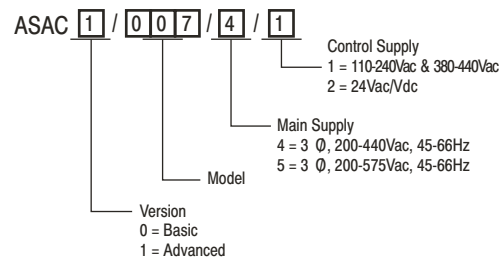 ASAC 1 / 0 0 7 / 4 / 1
Control Supply
1 = 110-240Vac & 380-440Vac
2 = 24Vac/Vdc
Main Supply
4 = 3 Ø, 200-440Vac, 45-66Hz
5 = 3 Ø, 200-575Vac, 45-66Hz
Model
Version
0 = Basic
1 = Advanced